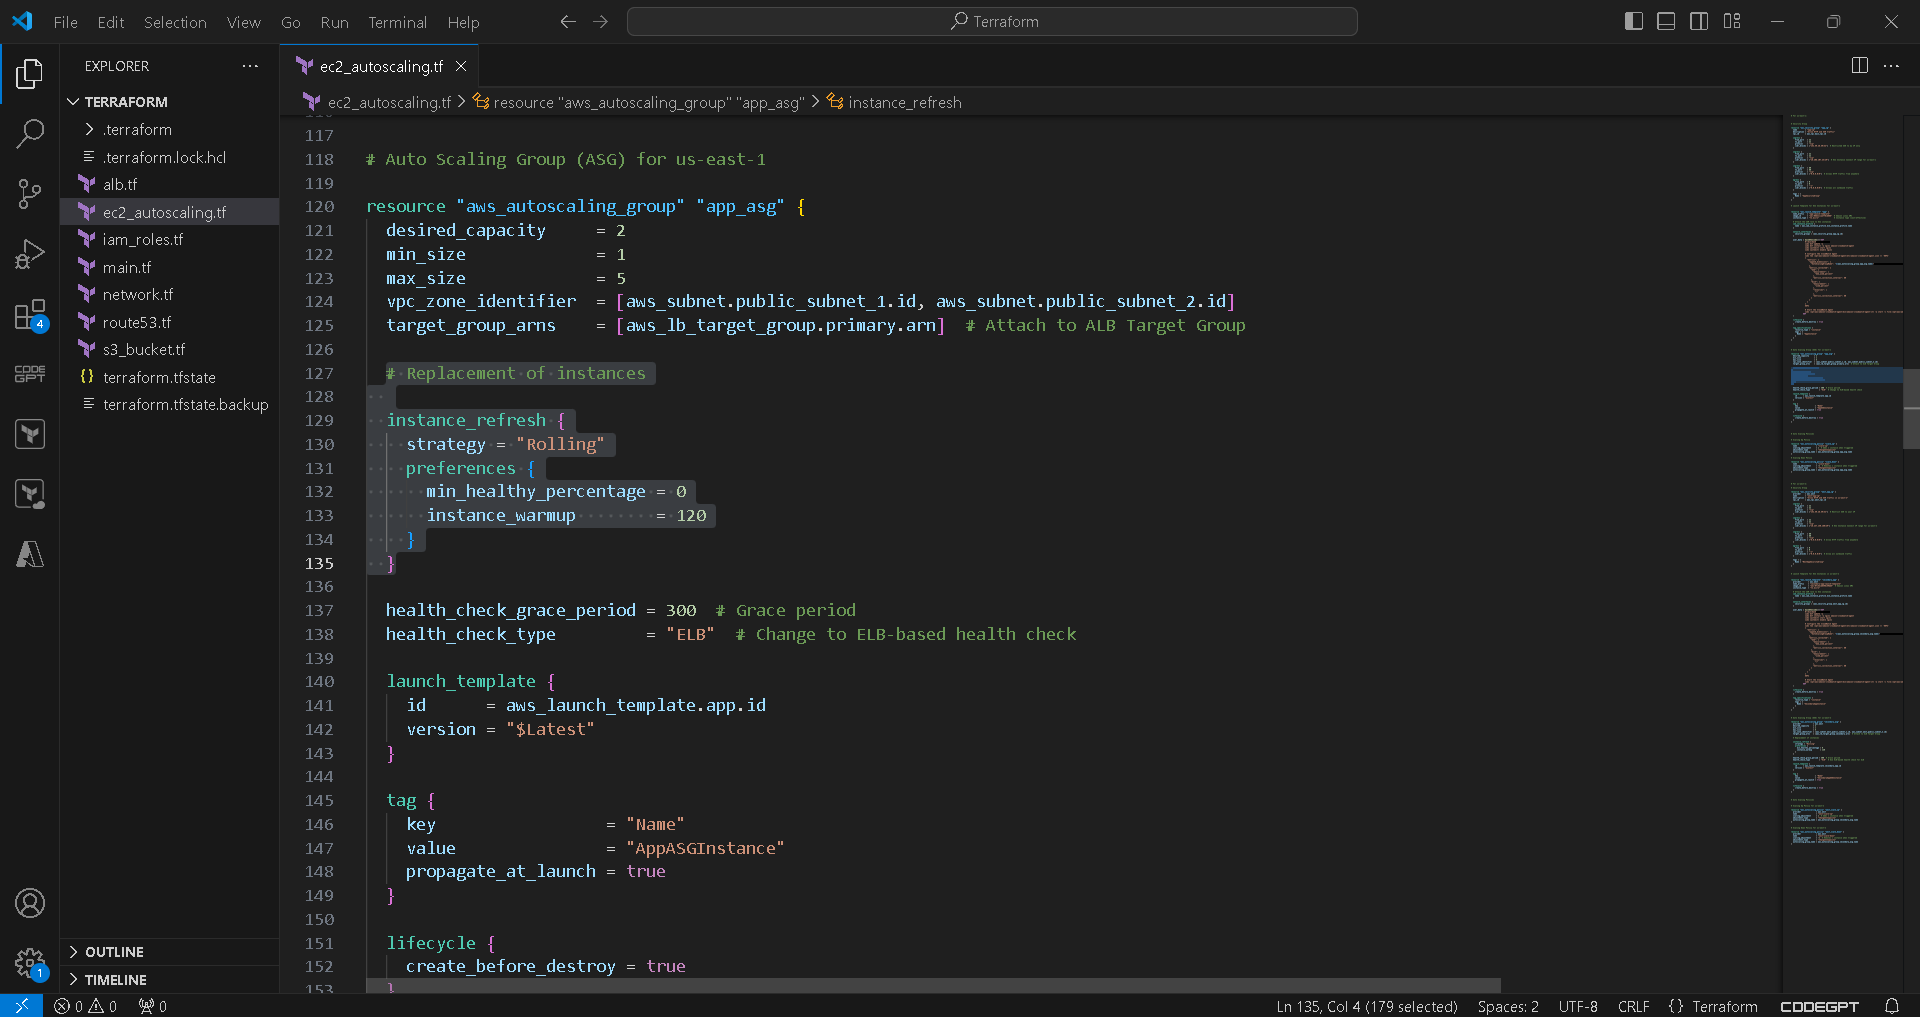 File Edit Selection View Go Run Terminal Help
Terraform
EXPLORER
ec2_autoscaling.tf
TERRAFORM
ec2_autoscaling.tf > resource "aws_autoscaling_group" "app_asg" > instance_refresh
.terraform
.terraform.lock.hcl
alb.tf
ec2_autoscaling.tf
iam_roles.tf
main.tf
network.tf
route53.tf
s3_bucket.tf
terraform.tfstate
terraform.tfstate.backup
4
CODE
GPT
1
OUTLINE
TIMELINE
117
118 # Auto Scaling Group (ASG) for us-east-1
119
120 resource "aws_autoscaling_group" "app_asg" {
121 desired_capacity = 2
122 min_size = 1
123 max_size = 5
124 vpc_zone_identifier = [aws_subnet.public_subnet_1.id, aws_subnet.public_subnet_2.id]
125 target_group_arns = [aws_lb_target_group.primary.arn] # Attach to ALB Target Group
126
127 # Replacement of instances
128
129 instance_refresh {
130 strategy = "Rolling"
131 preferences {
132 min_healthy_percentage = 0
133 instance_warmup = 120
134 }
135 }
136
137 health_check_grace_period = 300 # Grace period
138 health_check_type = "ELB" # Change to ELB-based health check
139
140 launch_template {
141 id = aws_launch_template.app.id
142 version = "$Latest"
143 }
144
145 tag {
146 key = "Name"
147 value = "AppASGInstance"
148 propagate_at_launch = true
149 }
150
151 lifecycle {
152 create_before_destroy = true
153 }
0 0 0
Ln 135, Col 4 (179 selected) Spaces: 2 UTF-8 CRLF {} Terraform CODEGPT